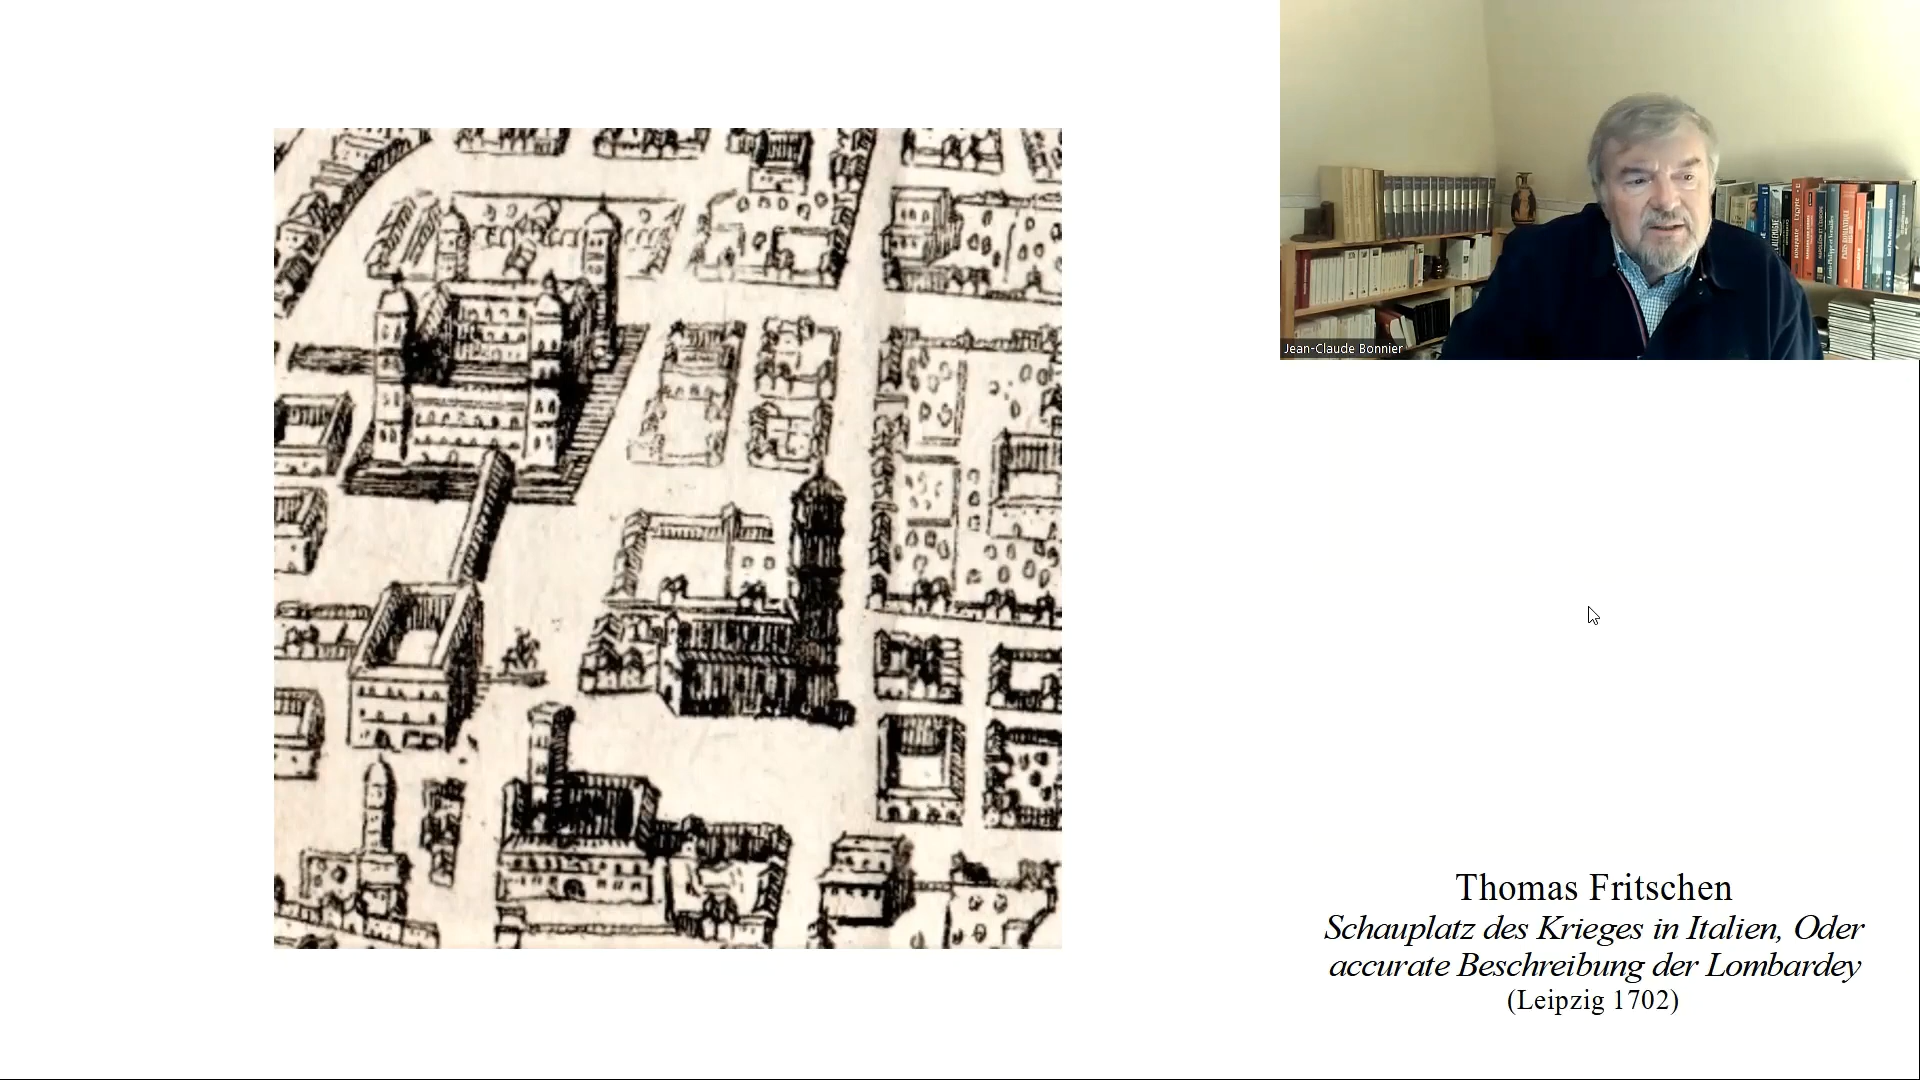 Jean-Claude Bonnier
Thomas Fritschen
Schauplatz des Krieges in Italien, Oder
accurate Beschreibung der Lombardey
(Leipzig 1702)